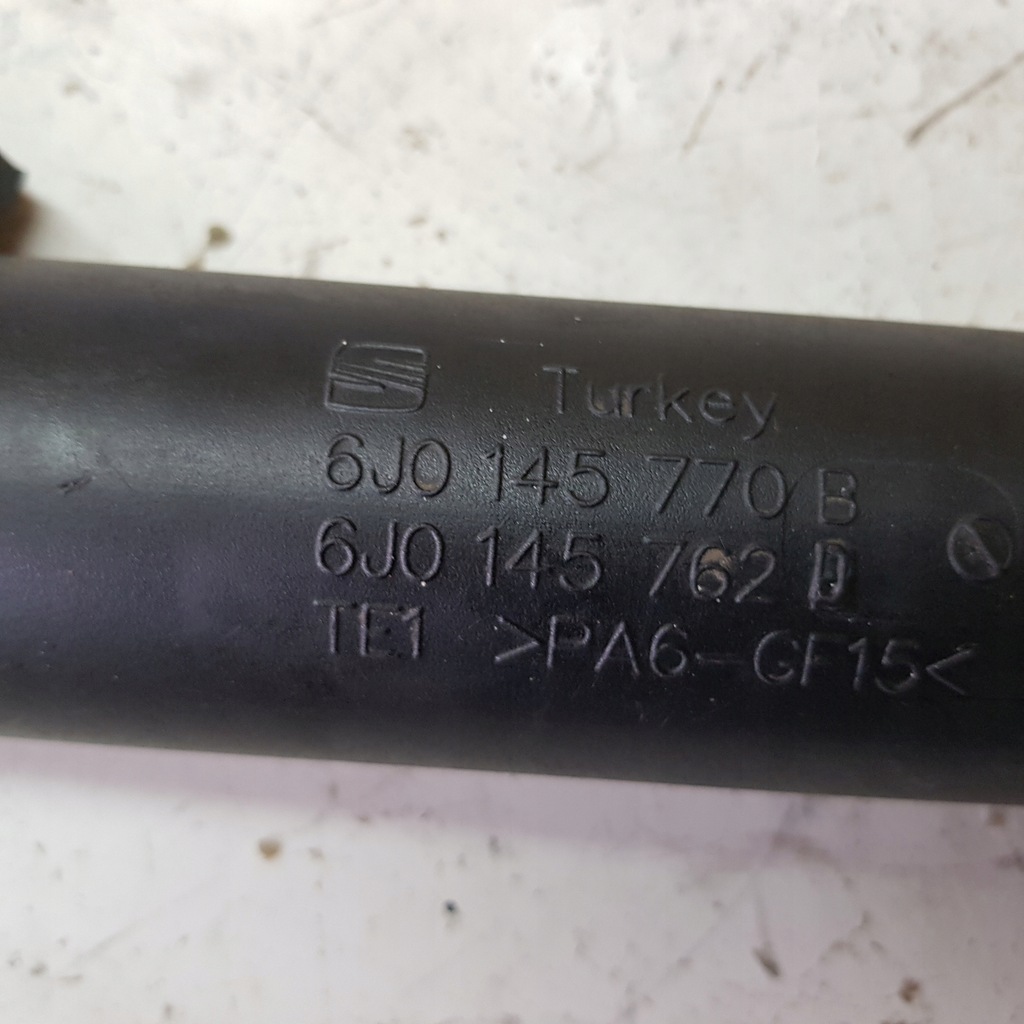 Turkey
6J0 145 770 B
6J0 145 762 D
TE1 >PA6-GF15<